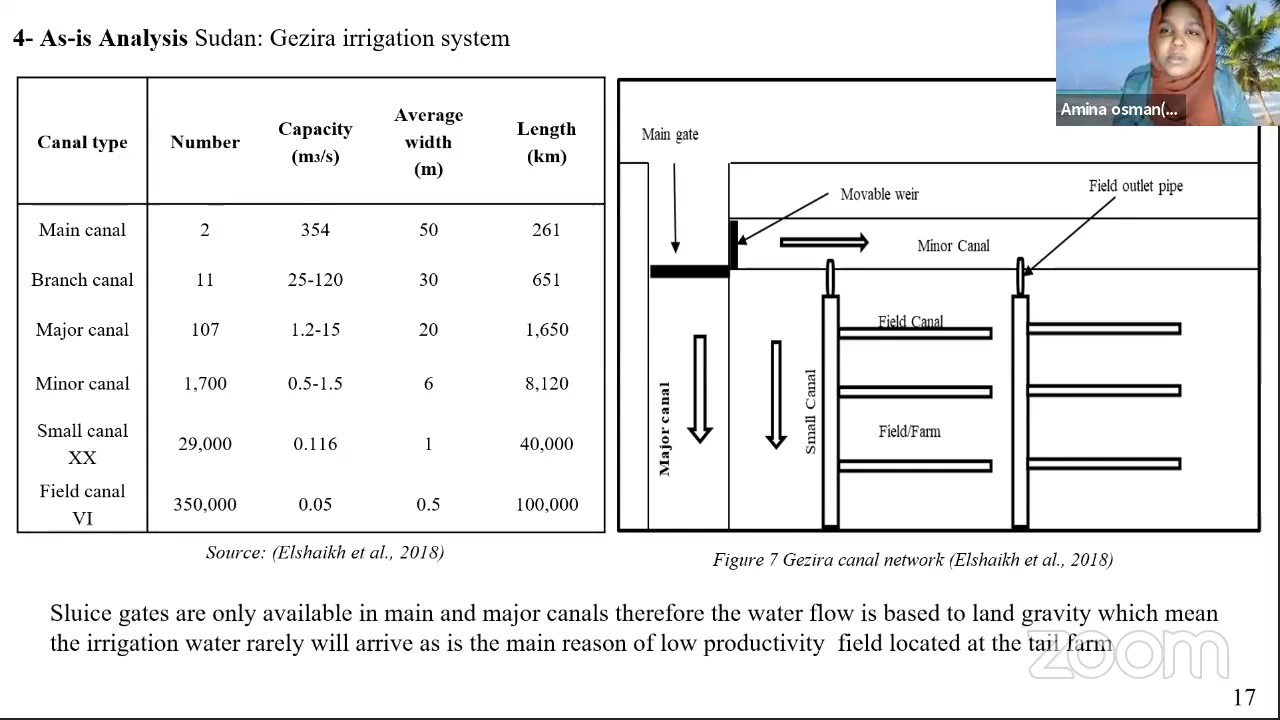 4- As-is Analysis Sudan: Gezira irrigation system
Canal type Number Capacity (m3/s) Average width (m) Length (km)
Main canal 2 354 50 261
Branch canal 11 25-120 30 651
Major canal 107 1.2-15 20 1,650
Minor canal 1,700 0.5-1.5 6 8,120
Small canal XX 29,000 0.116 1 40,000
Field canal VI 350,000 0.05 0.5 100,000
Source: (Elshaikh et al., 2018)
Main gate
Movable weir
Field outlet pipe
Minor Canal
Field Canal
Major canal
Small Canal
Field/Farm
Figure 7 Gezira canal network (Elshaikh et al., 2018)
Amina osman(...
Sluice gates are only available in main and major canals therefore the water flow is based to land gravity which mean
the irrigation water rarely will arrive as is the main reason of low productivity field located at the tail farm
zoom
17